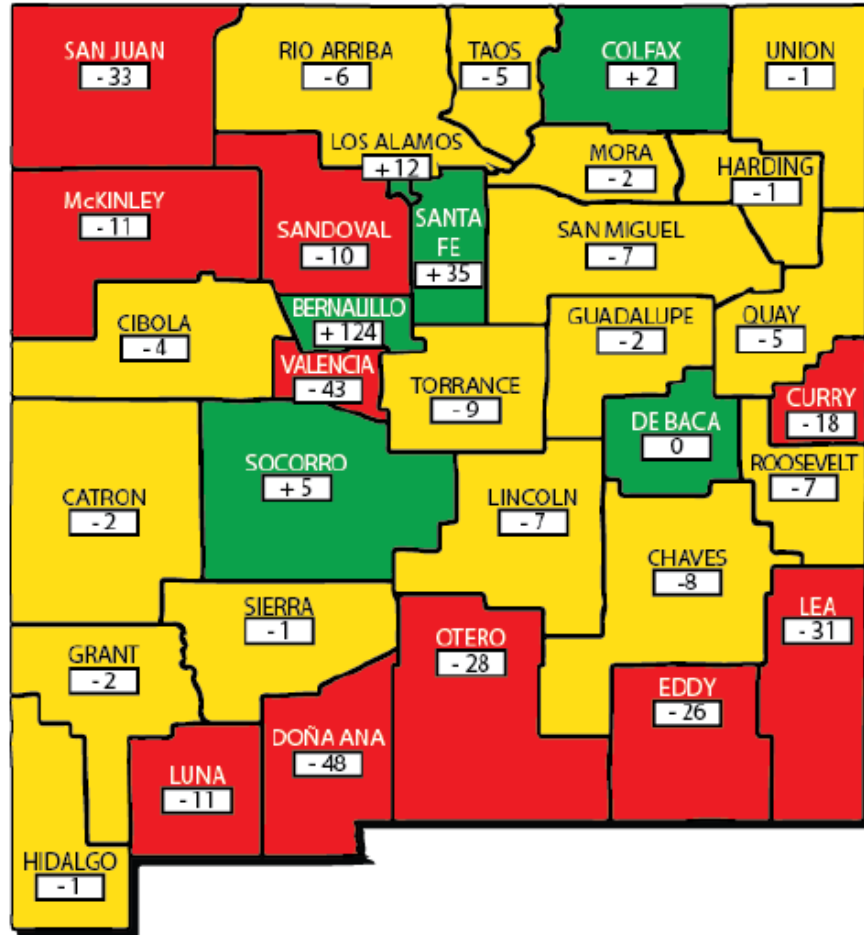 SAN JUAN
- 33
RIO ARRIBA
- 6
TAOS
- 5
COLFAX
+ 2
UNION
- 1
LOS ALAMOS
+ 12
MORA
- 2
HARDING
- 1
McKINLEY
- 11
SANDOVAL
- 10
SANTA
FE
+ 35
SAN MIGUEL
- 7
CIBOLA
- 4
BERNALILLO
+ 124
GUADALUPE
- 2
QUAY
- 5
VALENCIA
- 43
TORRANCE
- 9
CURRY
- 18
DE BACA
0
SOCORRO
+ 5
ROOSEVELT
- 7
CATRON
- 2
LINCOLN
- 7
CHAVES
-8
SIERRA
- 1
OTERO
- 28
LEA
- 31
GRANT
- 2
EDDY
- 26
DOÑA ANA
- 48
LUNA
- 11
HIDALGO
- 1